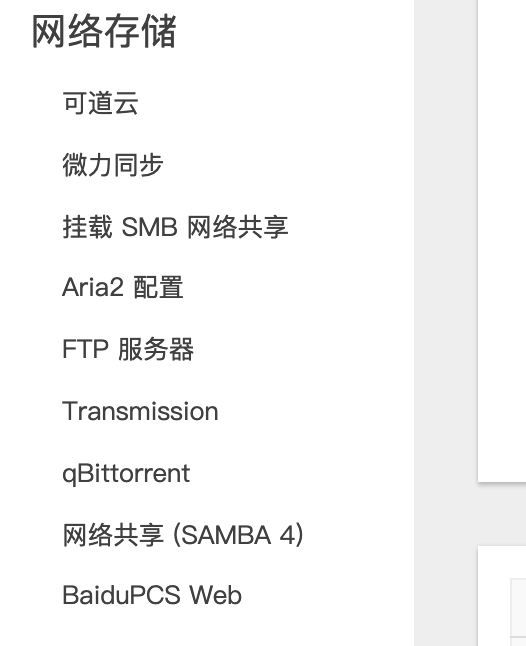 网络存储
可道云
微力同步
挂载 SMB 网络共享
Aria2 配置
FTP 服务器
Transmission
qBittorrent
网络共享 (SAMBA 4)
BaiduPCS Web